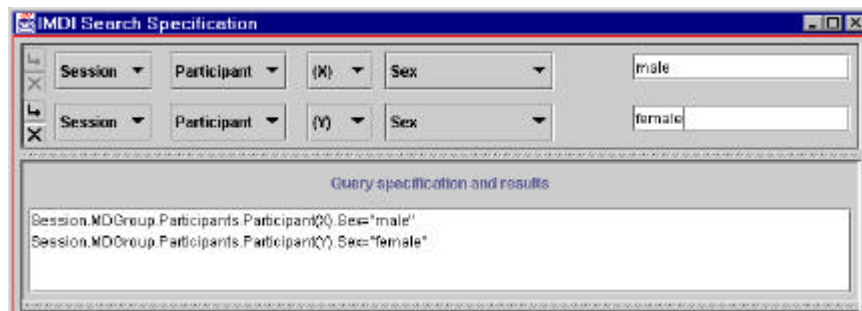 IMDI Search Specification
Session Participant (X) Sex male
Session Participant (Y) Sex female
Query specification and results
Session.MDGroup.Participants.Participant(X).Sex="male"
Session.MDGroup.Participants.Participant(Y).Sex="female"